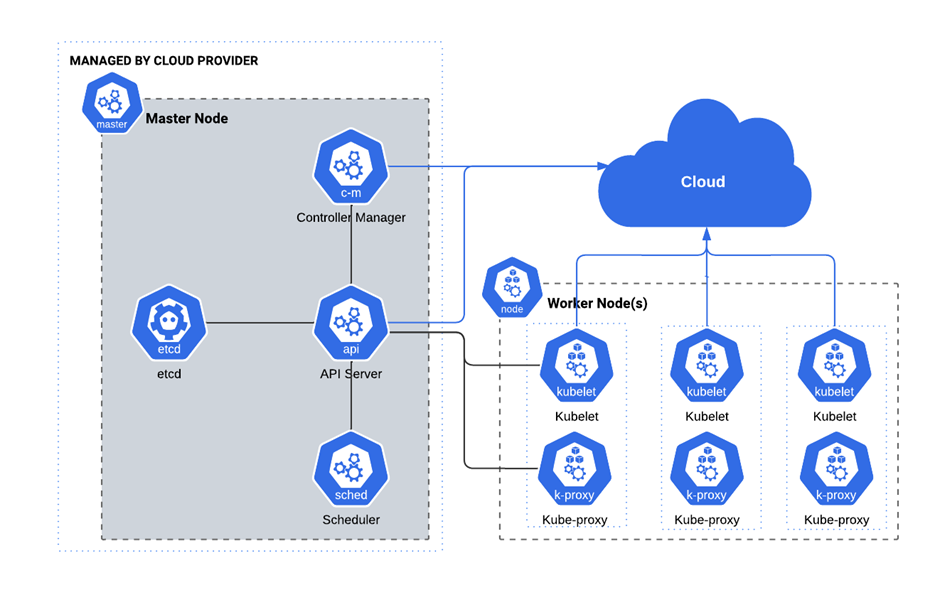 MANAGED BY CLOUD PROVIDER
master
Master Node
c-m
Controller Manager
etcd
etcd
api
API Server
sched
Scheduler
Cloud
node
Worker Node(s)
kubelet
kubelet
kubelet
Kubelet
Kubelet
Kubelet
k-proxy
k-proxy
k-proxy
Kube-proxy
Kube-proxy
Kube-proxy